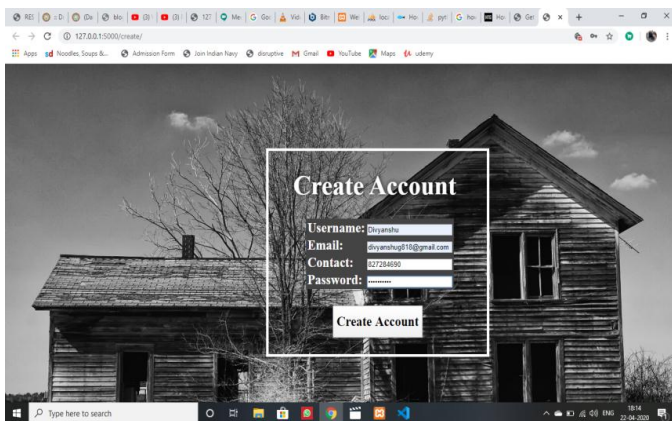 127.0.0.1:5000/create/
Apps Noodles, Soups &... Admission Form Join Indian Navy disruptive Gmail YouTube Maps udemy
Create Account
Username: Divyanshu
Email: divyanshug818@gmail.com
Contact: 827284690
Password: ••••••••••
Create Account
Type here to search
ENG
18:14
22-04-2020